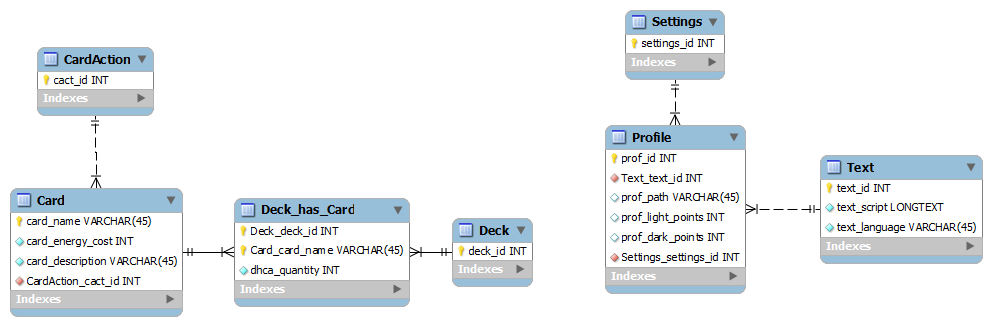 CardAction
cact_id INT
Indexes
Card
card_name VARCHAR(45)
card_energy_cost INT
card_description VARCHAR(45)
CardAction_cact_id INT
Indexes
Deck_has_Card
Deck_deck_id INT
Card_card_name VARCHAR(45)
dhca_quantity INT
Indexes
Deck
deck_id INT
Indexes
Settings
settings_id INT
Indexes
Profile
prof_id INT
Text_text_id INT
prof_path VARCHAR(45)
prof_light_points INT
prof_dark_points INT
Settings_settings_id INT
Indexes
Text
text_id INT
text_script LONGTEXT
text_language VARCHAR(45)
Indexes